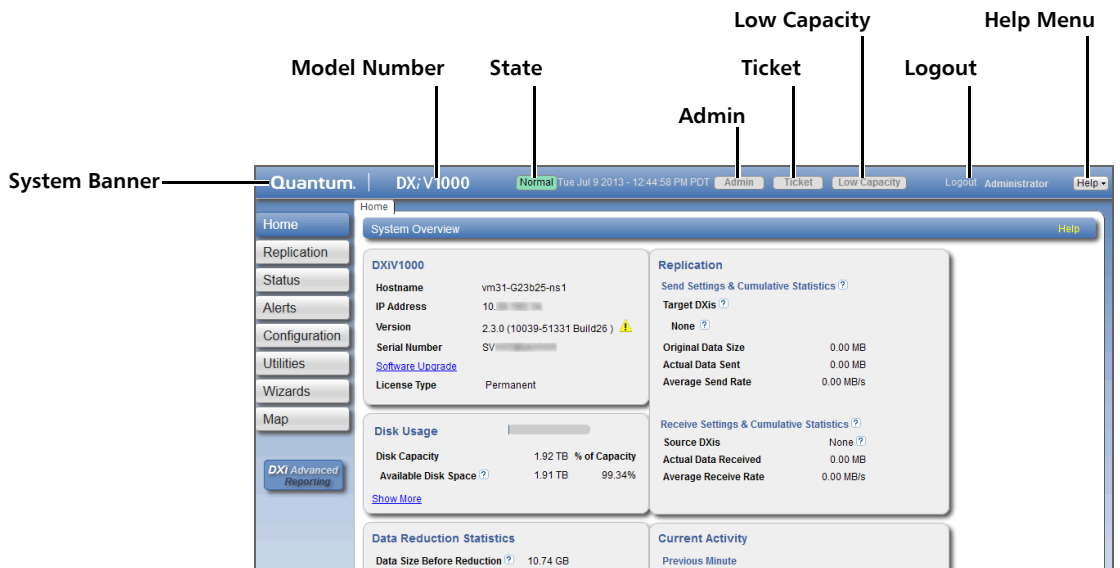 Low Capacity Help Menu
Model Number State Ticket Logout
Admin
System Banner
Quantum. DXi V1000 Normal Tue Jul 9 2013 - 12:44:58 PM PDT Admin Ticket Low Capacity Logout Administrator Help
Home
Home
Replication
Status
Alerts
Configuration
Utilities
Wizards
Map
DXi Advanced
Reporting
System Overview Help
DXiV1000
Hostname vm31-G23b25-ns1
IP Address 10.
Version 2.3.0 (10039-51331 Build26 )
Serial Number SV
Software Upgrade
License Type Permanent
Disk Usage
Disk Capacity 1.92 TB % of Capacity
Available Disk Space ? 1.91 TB 99.34%
Show More
Data Reduction Statistics
Data Size Before Reduction ? 10.74 GB
Replication
Send Settings & Cumulative Statistics ?
Target DXis ?
None ?
Original Data Size 0.00 MB
Actual Data Sent 0.00 MB
Average Send Rate 0.00 MB/s
Receive Settings & Cumulative Statistics ?
Source DXis None ?
Actual Data Received 0.00 MB
Average Receive Rate 0.00 MB/s
Current Activity
Previous Minute